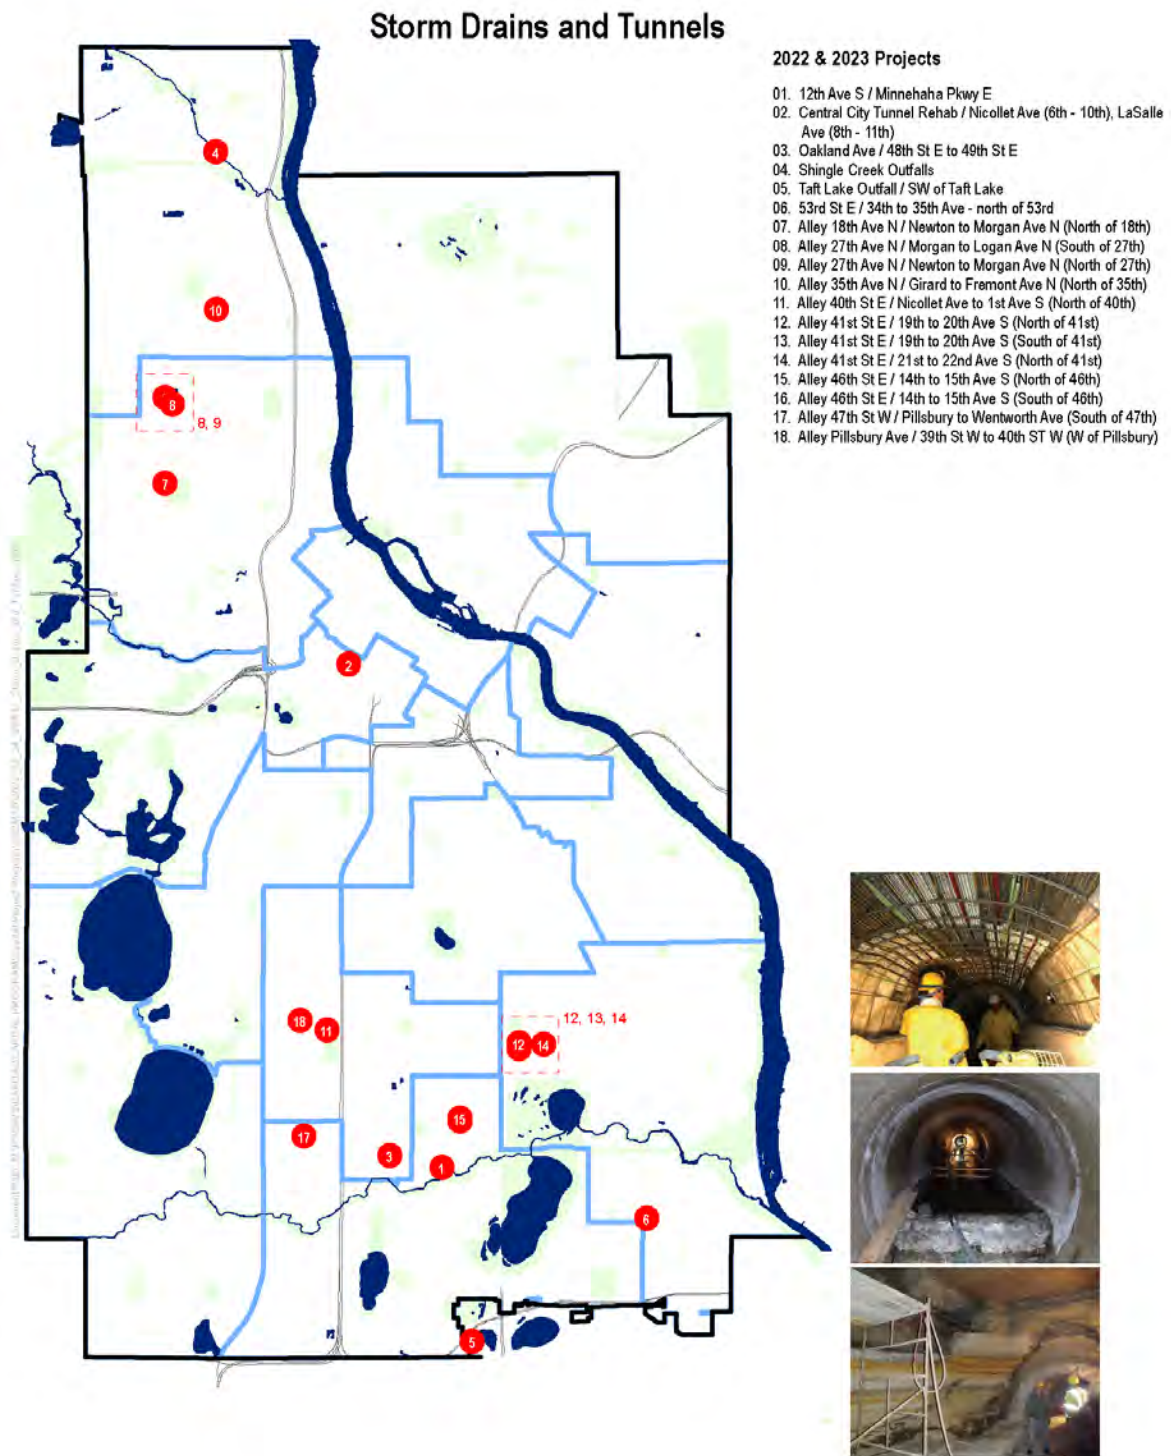 Storm Drains and Tunnels
2022 & 2023 Projects
01. 12th Ave S / Minnehaha Pkwy E
02. Central City Tunnel Rehab / Nicollet Ave (6th - 10th), LaSalle
Ave (8th - 11th)
03. Oakland Ave / 48th St E to 49th St E
04. Shingle Creek Outfalls
05. Taft Lake Outfall / SW of Taft Lake
06. 53rd St E / 34th to 35th Ave - north of 53rd
07. Alley 18th Ave N / Newton to Morgan Ave N (North of 18th)
08. Alley 27th Ave N / Morgan to Logan Ave N (South of 27th)
09. Alley 27th Ave N / Newton to Morgan Ave N (North of 27th)
10. Alley 35th Ave N / Girard to Fremont Ave N (North of 35th)
11. Alley 40th St E / Nicollet Ave to 1st Ave S (North of 40th)
12. Alley 41st St E / 19th to 20th Ave S (North of 41st)
13. Alley 41st St E / 19th to 20th Ave S (South of 41st)
14. Alley 41st St E / 21st to 22nd Ave S (North of 41st)
15. Alley 46th St E / 14th to 15th Ave S (North of 46th)
16. Alley 46th St E / 14th to 15th Ave S (South of 46th)
17. Alley 47th St W / Pillsbury to Wentworth Ave (South of 47th)
18. Alley Pillsbury Ave / 39th St W to 40th ST W (W of Pillsbury)
4
10
8
8, 9
7
2
12, 13, 14
18
11
12
14
15
17
3
1
6
5